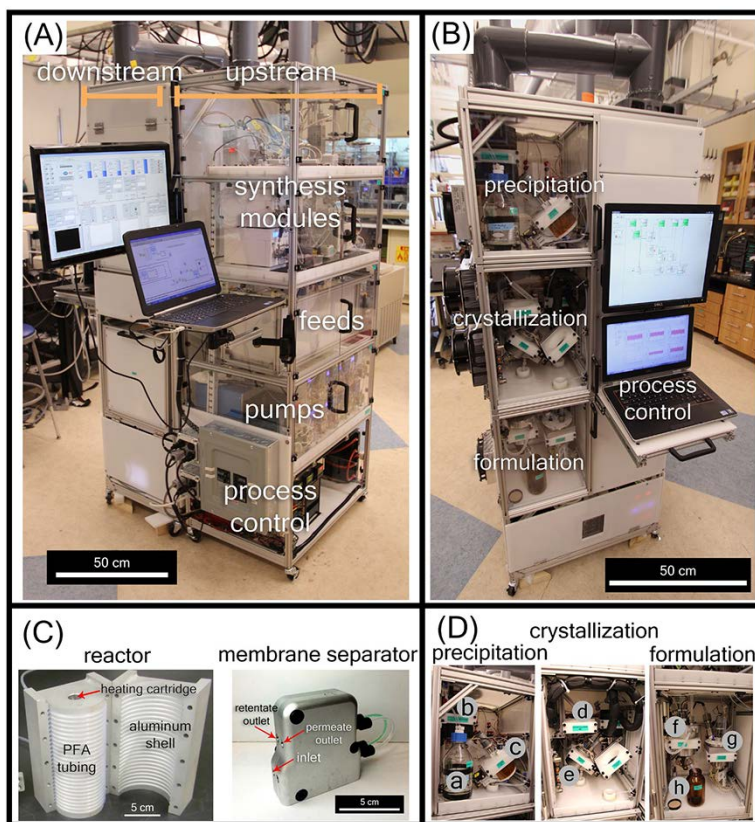 (A)
downstream
upstream
synthesis
modules
feeds
pumps
process
control
50 cm
(B)
precipitation
crystallization
process
control
formulation
50 cm
(C)
reactor
membrane separator
heating cartridge
PFA
tubing
aluminum
shell
5 cm
retentate
outlet
permeate
outlet
inlet
5 cm
(D)
crystallization
precipitation
formulation
b
c
a
d
e
f
g
h